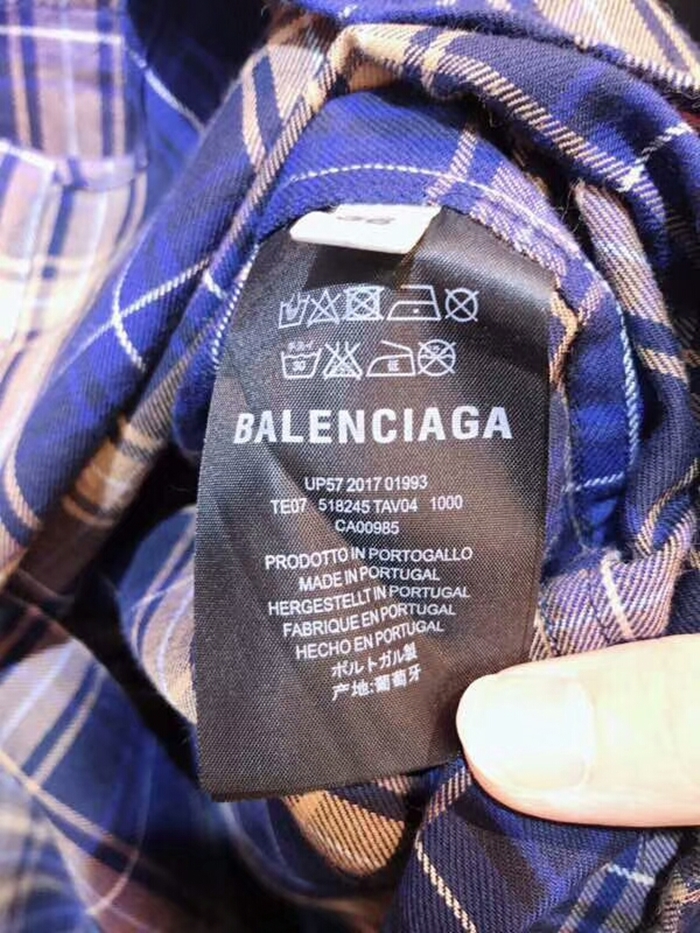 36
BALENCIAGA
UP57 2017 01993
TE07 518245 TAV04 1000
CA00985
PRODOTTO IN PORTOGALLO
MADE IN PORTUGAL
HERGESTELLT IN PORTUGAL
FABRIQUE EN PORTUGAL
HECHO EN PORTUGAL
ポルトガル製
产地:葡萄牙